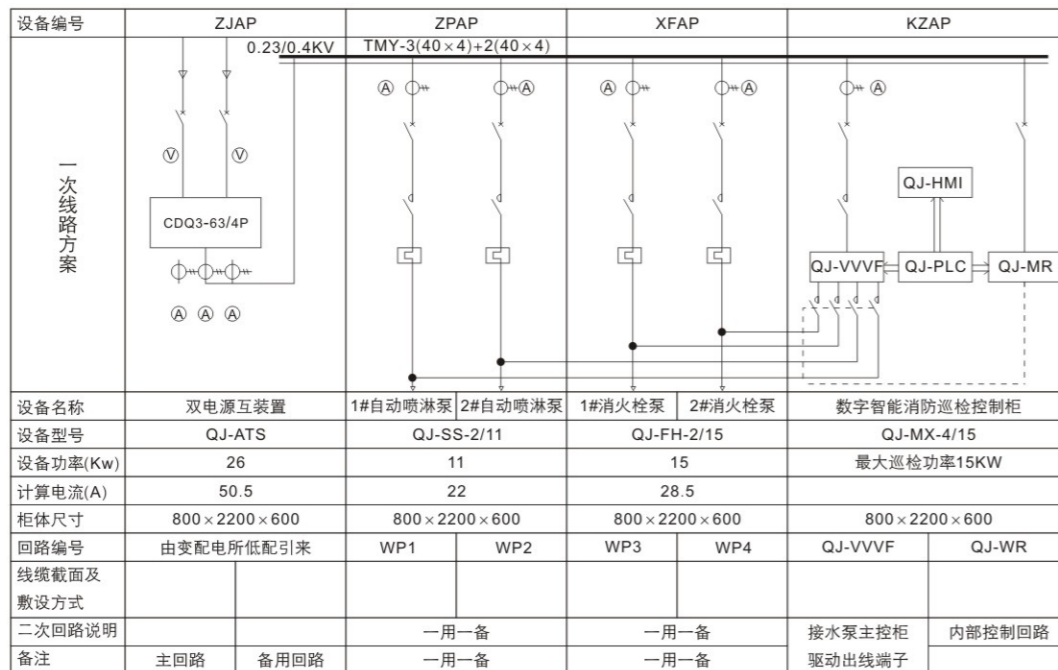 设备编号 ZJAP ZPAP XFAP KZAP
0.23/0.4KV TMY-3(40×4)+2(40×4)
A A A A A
V V
一次线路方案
QJ-HMI
CDQ3-63/4P
QJ-VVVF QJ-PLC QJ-MR
A A A
设备名称 双电源互装置 1#自动喷淋泵 2#自动喷淋泵 1#消火栓泵 2#消火栓泵 数字智能消防巡检控制柜
设备型号 QJ-ATS QJ-SS-2/11 QJ-FH-2/15 QJ-MX-4/15
设备功率(Kw) 26 11 15 最大巡检功率15KW
计算电流(A) 50.5 22 28.5
柜体尺寸 800×2200×600 800×2200×600 800×2200×600 800×2200×600
回路编号 由变配电所低配引来 WP1 WP2 WP3 WP4 QJ-VVVF QJ-WR
线缆截面及
敷设方式
二次回路说明 一用一备 一用一备 接水泵主控柜 内部控制回路
备注 主回路 备用回路 一用一备 一用一备 驱动出线端子